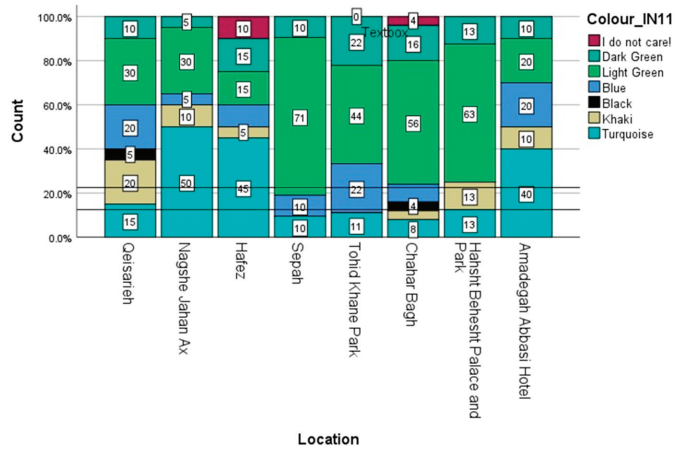 Colour_IN11
I do not care!
Dark Green
Light Green
Blue
Black
Khaki
Turquoise
Count
100.0%
80.0%
60.0%
40.0%
20.0%
0.0%
10
30
20
5
20
15
5
30
5
10
50
10
15
15
5
45
10
71
10
10
0
Textbox
22
44
22
11
4
16
56
4
8
13
63
13
13
10
20
20
10
40
Qeisarieh
Nagshe Jahan Ax
Hafez
Sepah
Tohid Khane Park
Chahar Bagh
Hahsht Behesht Palace and
Park
Amadegah Abbasi Hotel
Location